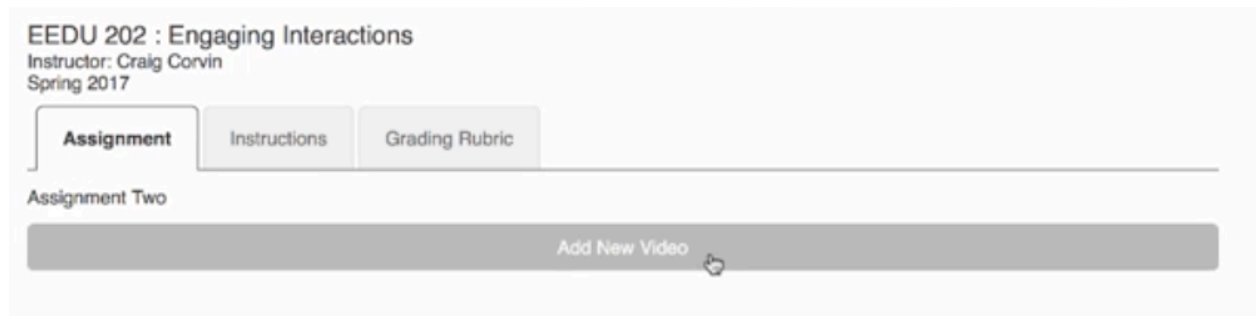 EEDU 202 : Engaging Interactions
Instructor: Craig Corvin
Spring 2017
Assignment Instructions Grading Rubric
Assignment Two
Add New Video